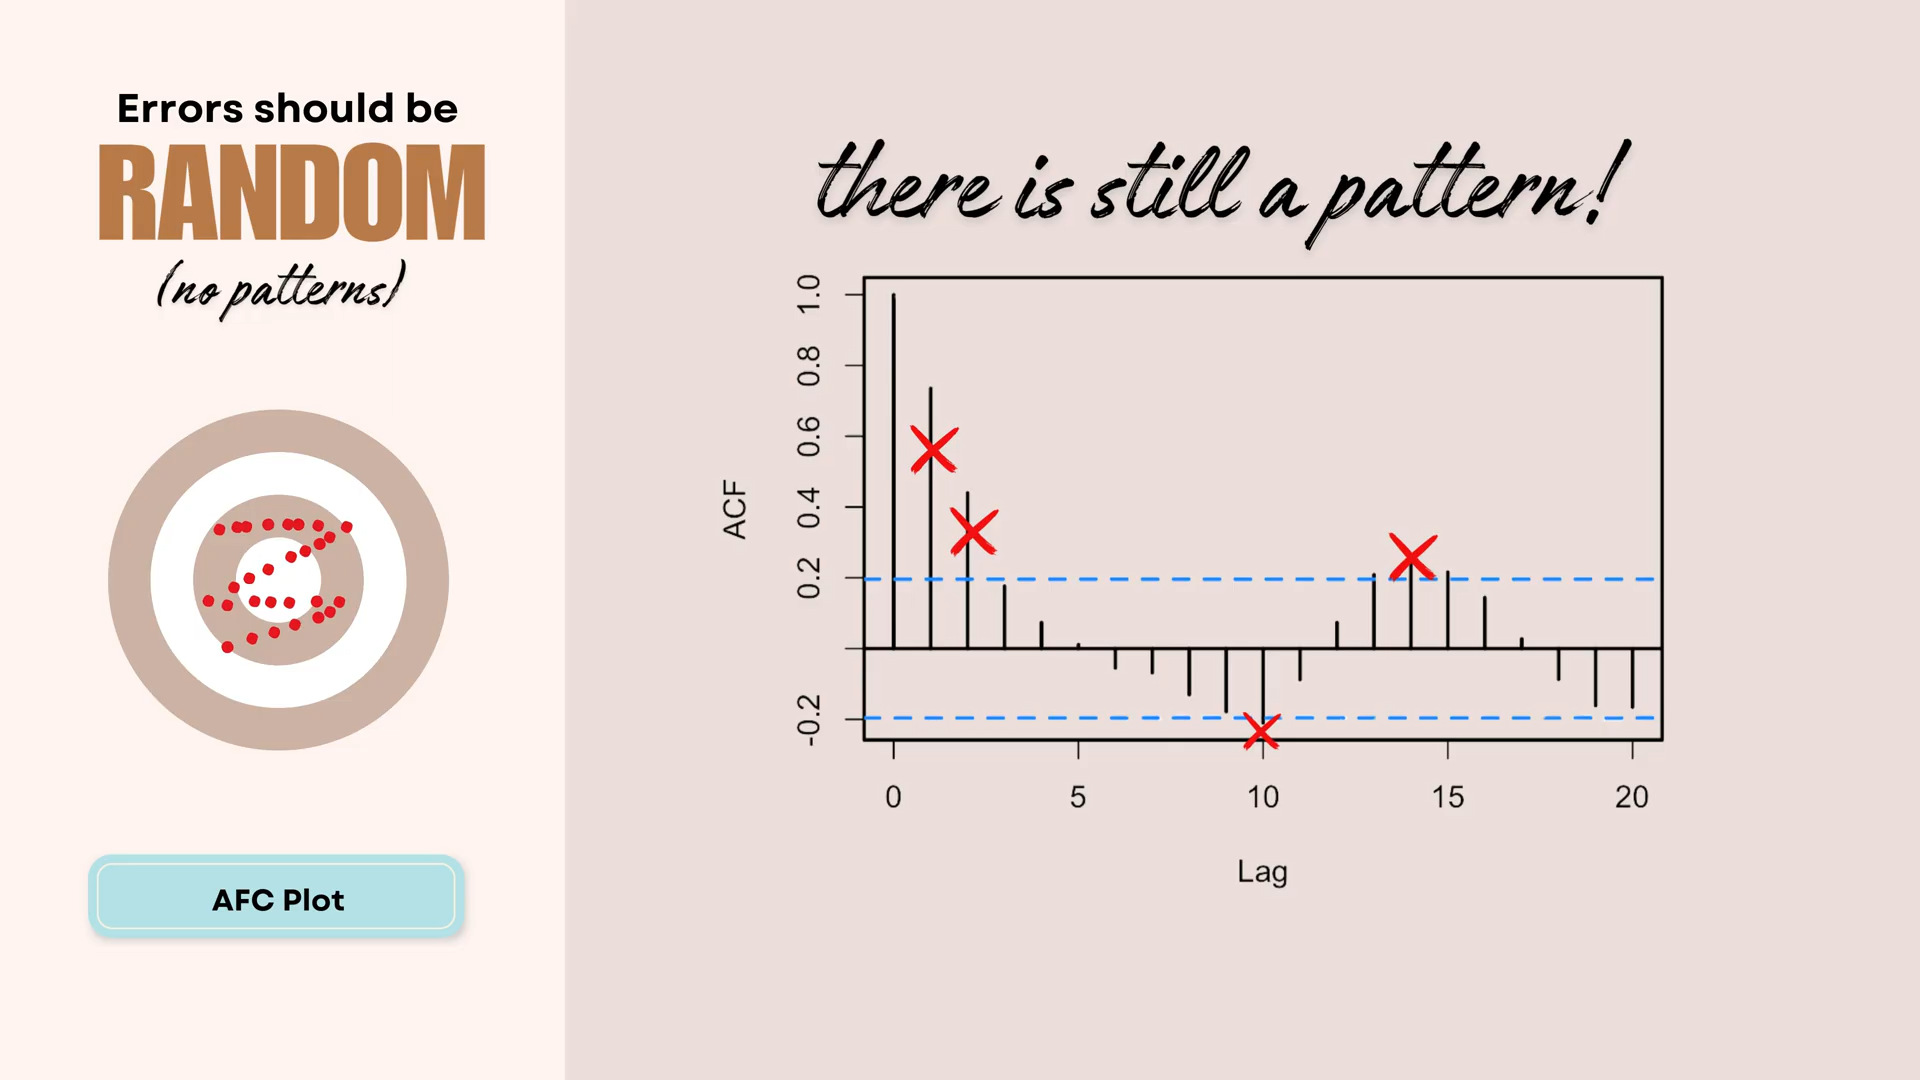 Errors should be
RANDOM
(no patterns)
AFC Plot
there is still a pattern!
ACF
1.0
0.8
0.6
0.4
0.2
-0.2
0 5 10 15 20
Lag